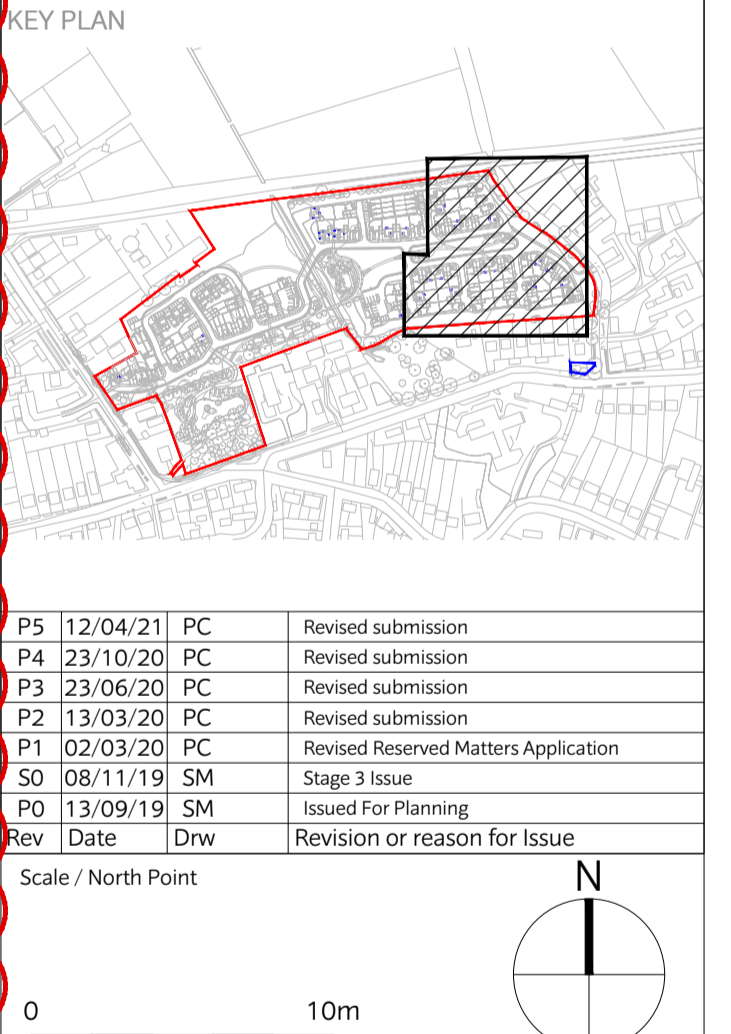 KEY PLAN
P5 12/04/21 PC Revised submission
P4 23/10/20 PC Revised submission
P3 23/06/20 PC Revised submission
P2 13/03/20 PC Revised submission
P1 02/03/20 PC Revised Reserved Matters Application
S0 08/11/19 SM Stage 3 Issue
P0 13/09/19 SM Issued For Planning
Rev Date Drw Revision or reason for Issue
Scale / North Point
N
0 10m